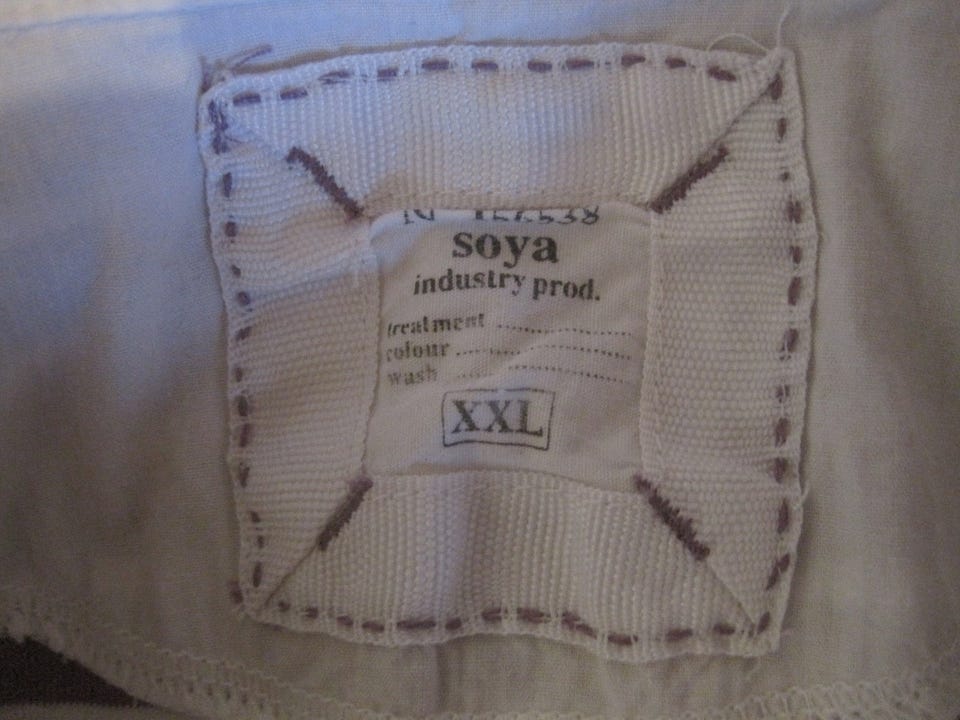 soya
industry prod.
treatment ..............................
colour ......................................
wash ........................................
XXL